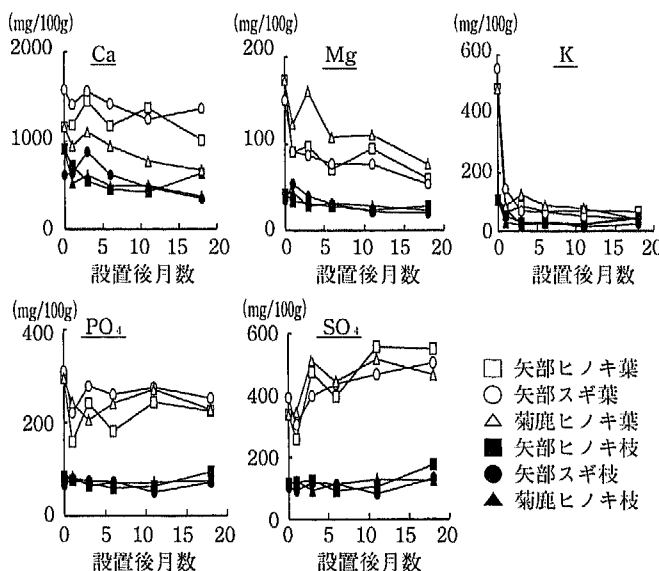 (mg/100g)
2000
Ca
1000
0
0 5 10 15 20
設置後月数
(mg/100g)
200
Mg
100
0
0 5 10 15 20
設置後月数
(mg/100g)
600
K
400
200
0
0 5 10 15 20
設置後月数
(mg/100g)
400
PO₄
200
0
0 5 10 15 20
設置後月数
(mg/100g)
600
SO₄
400
200
0
0 5 10 15 20
設置後月数
□ 矢部ヒノキ葉
○ 矢部スギ葉
△ 菊鹿ヒノキ葉
■ 矢部ヒノキ枝
● 矢部スギ枝
▲ 菊鹿ヒノキ枝